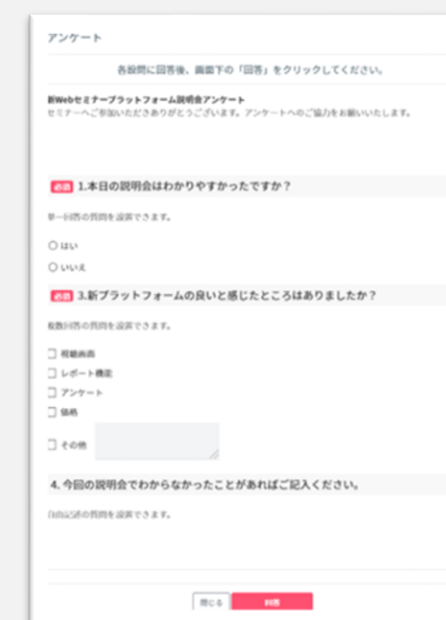 アンケート
各設問に回答後、画面下の「回答」をクリックしてください。
新Webセミナープラットフォーム説明会アンケート
セミナーへご参加いただきありがとうございます。アンケートへのご協力をお願いいたします。
必須 1.本日の説明会はわかりやすかったですか？
単一回答の質問を設置できます。
はい
いいえ
必須 3.新プラットフォームの良いと感じたところはありましたか？
複数回答の質問を設置できます。
視聴画面
レポート機能
アンケート
価格
その他
4. 今回の説明会でわからなかったことがあればご記入ください。
自由記述の質問を設置できます。
閉じる 回答